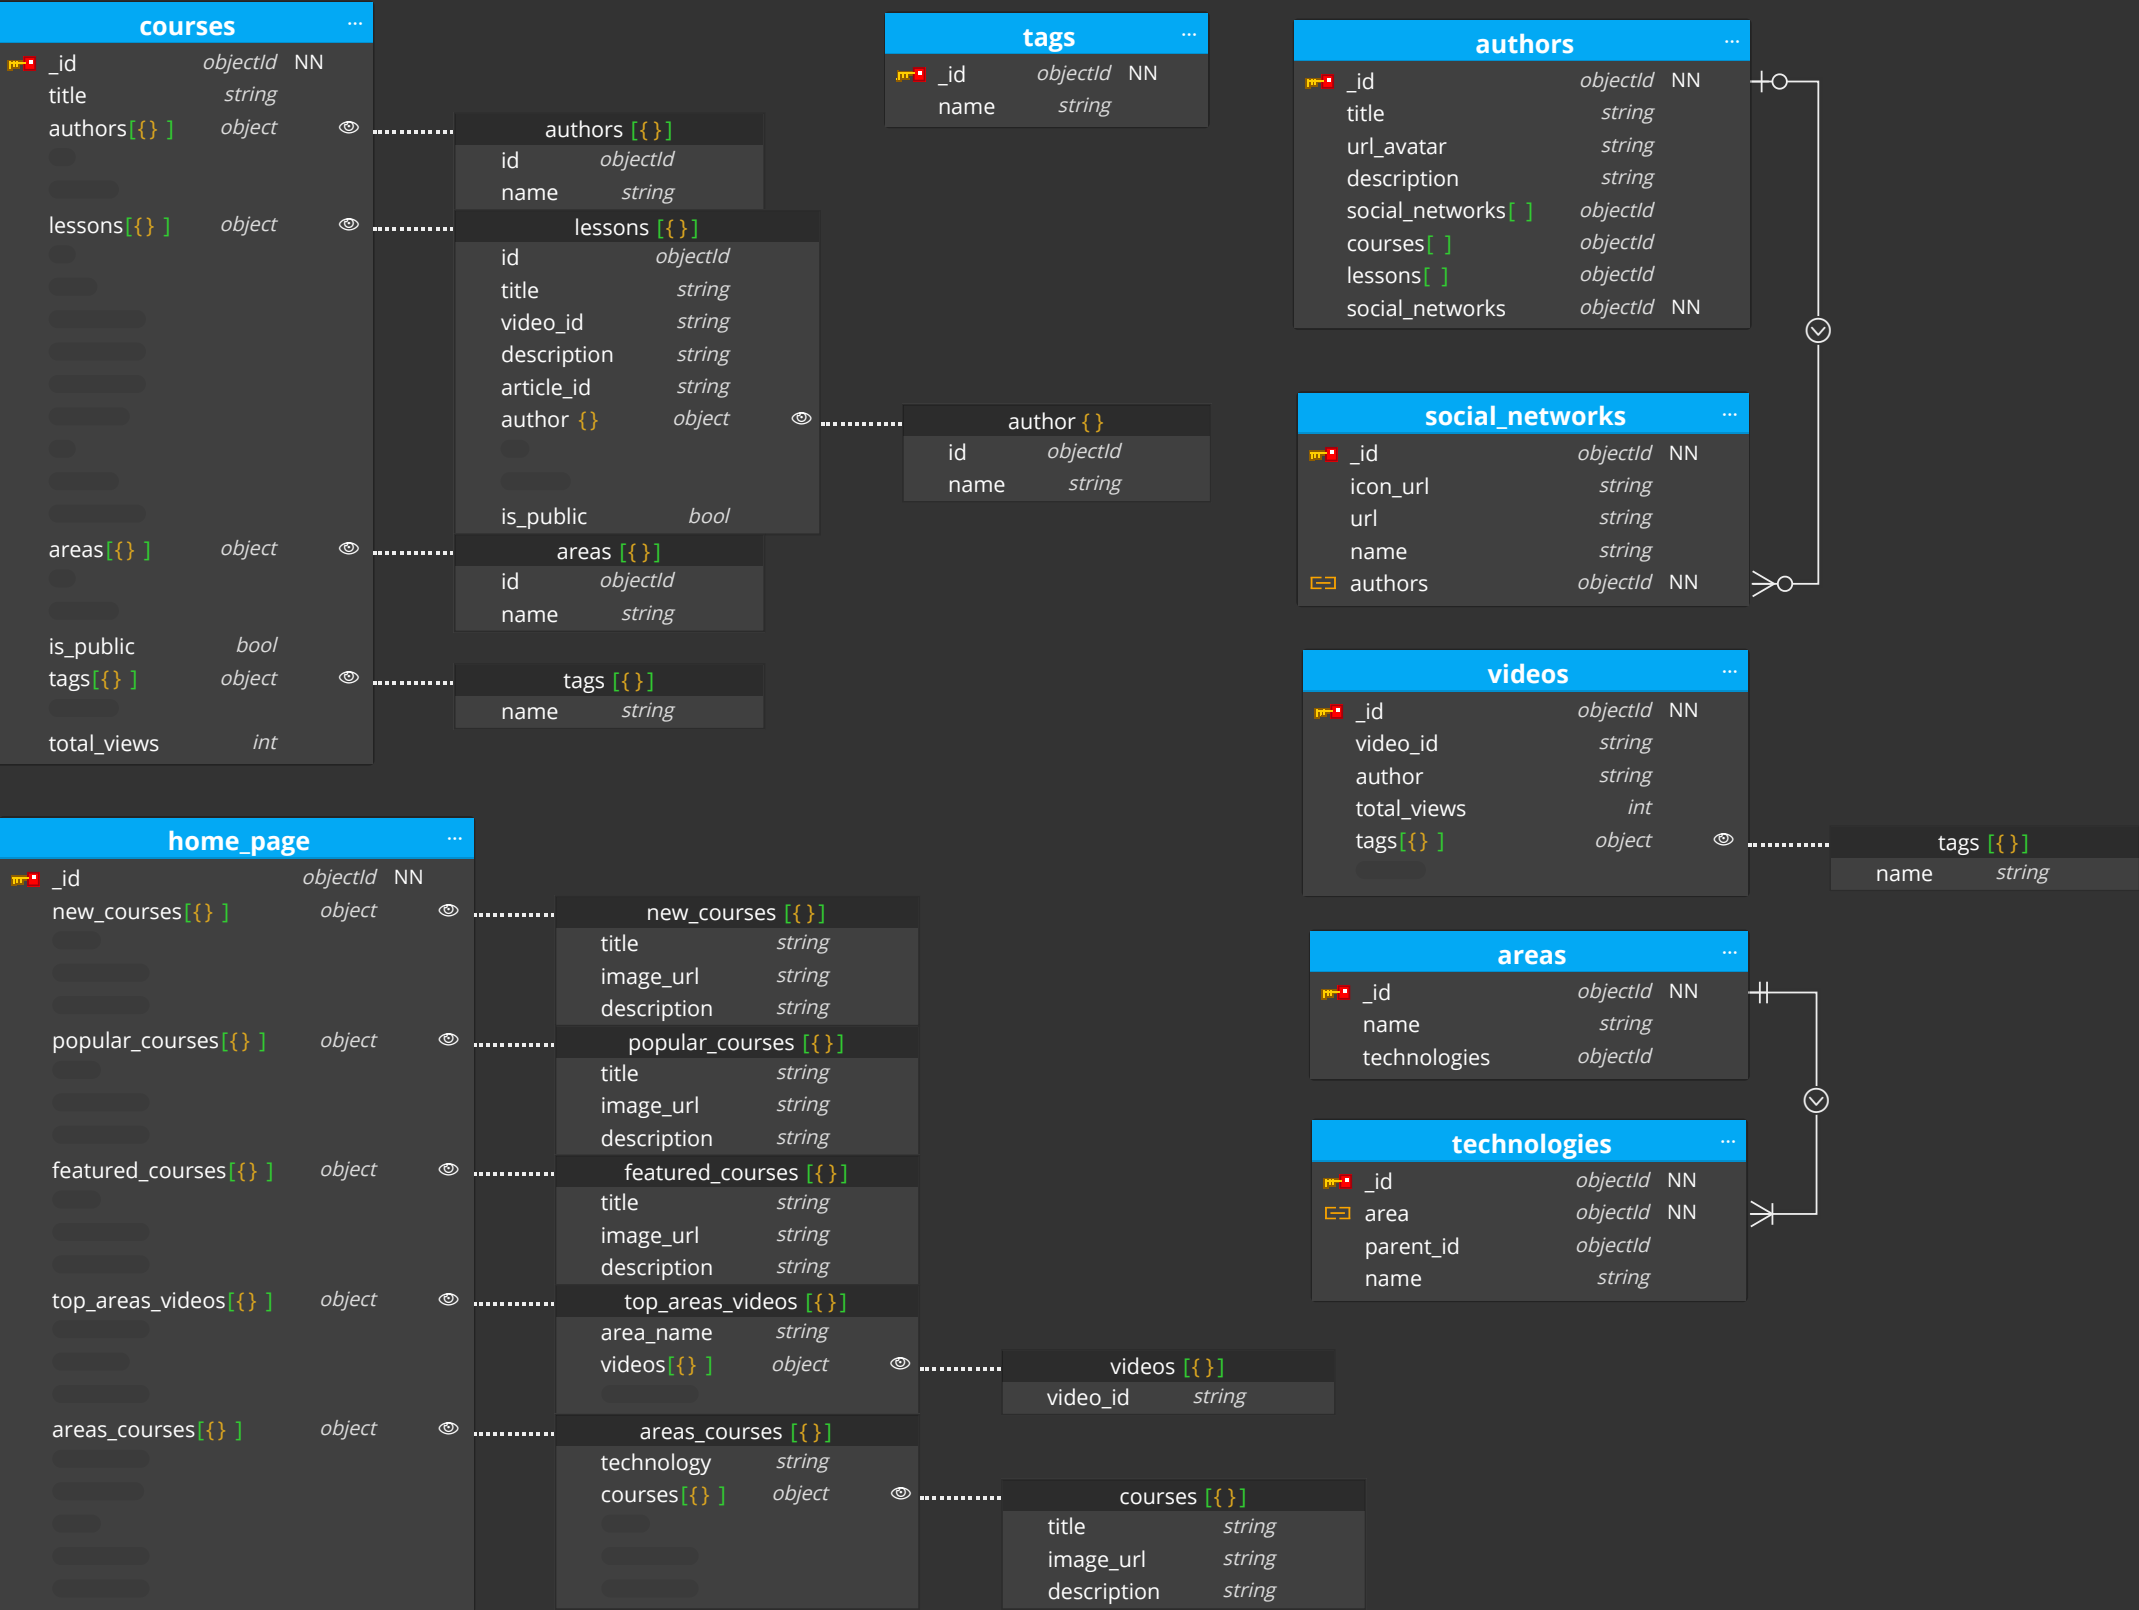 courses ...
_id objectId NN
title string
authors[{} ] object
lessons[{} ] object
areas[{} ] object
is_public bool
tags[{} ] object
total_views int
authors [{}]
id objectId
name string
lessons [{}]
id objectId
title string
video_id string
description string
article_id string
author {} object
is_public bool
areas [{}]
id objectId
name string
tags [{}]
name string
author {}
id objectId
name string
tags ...
_id objectId NN
name string
authors ...
_id objectId NN
title string
url_avatar string
description string
social_networks[ ] objectId
courses[ ] objectId
lessons[ ] objectId
social_networks objectId NN
social_networks ...
_id objectId NN
icon_url string
url string
name string
authors objectId NN
videos ...
_id objectId NN
video_id string
author string
total_views int
tags[{} ] object
tags [{}]
name string
areas ...
_id objectId NN
name string
technologies objectId
technologies ...
_id objectId NN
area objectId NN
parent_id objectId
name string
home_page ...
_id objectId NN
new_courses[{} ] object
popular_courses[{} ] object
featured_courses[{} ] object
top_areas_videos[{} ] object
areas_courses[{} ] object
new_courses [{}]
title string
image_url string
description string
popular_courses [{}]
title string
image_url string
description string
featured_courses [{}]
title string
image_url string
description string
top_areas_videos [{}]
area_name string
videos[{} ] object
areas_courses [{}]
technology string
courses[{} ] object
videos [{}]
video_id string
courses [{}]
title string
image_url string
description string